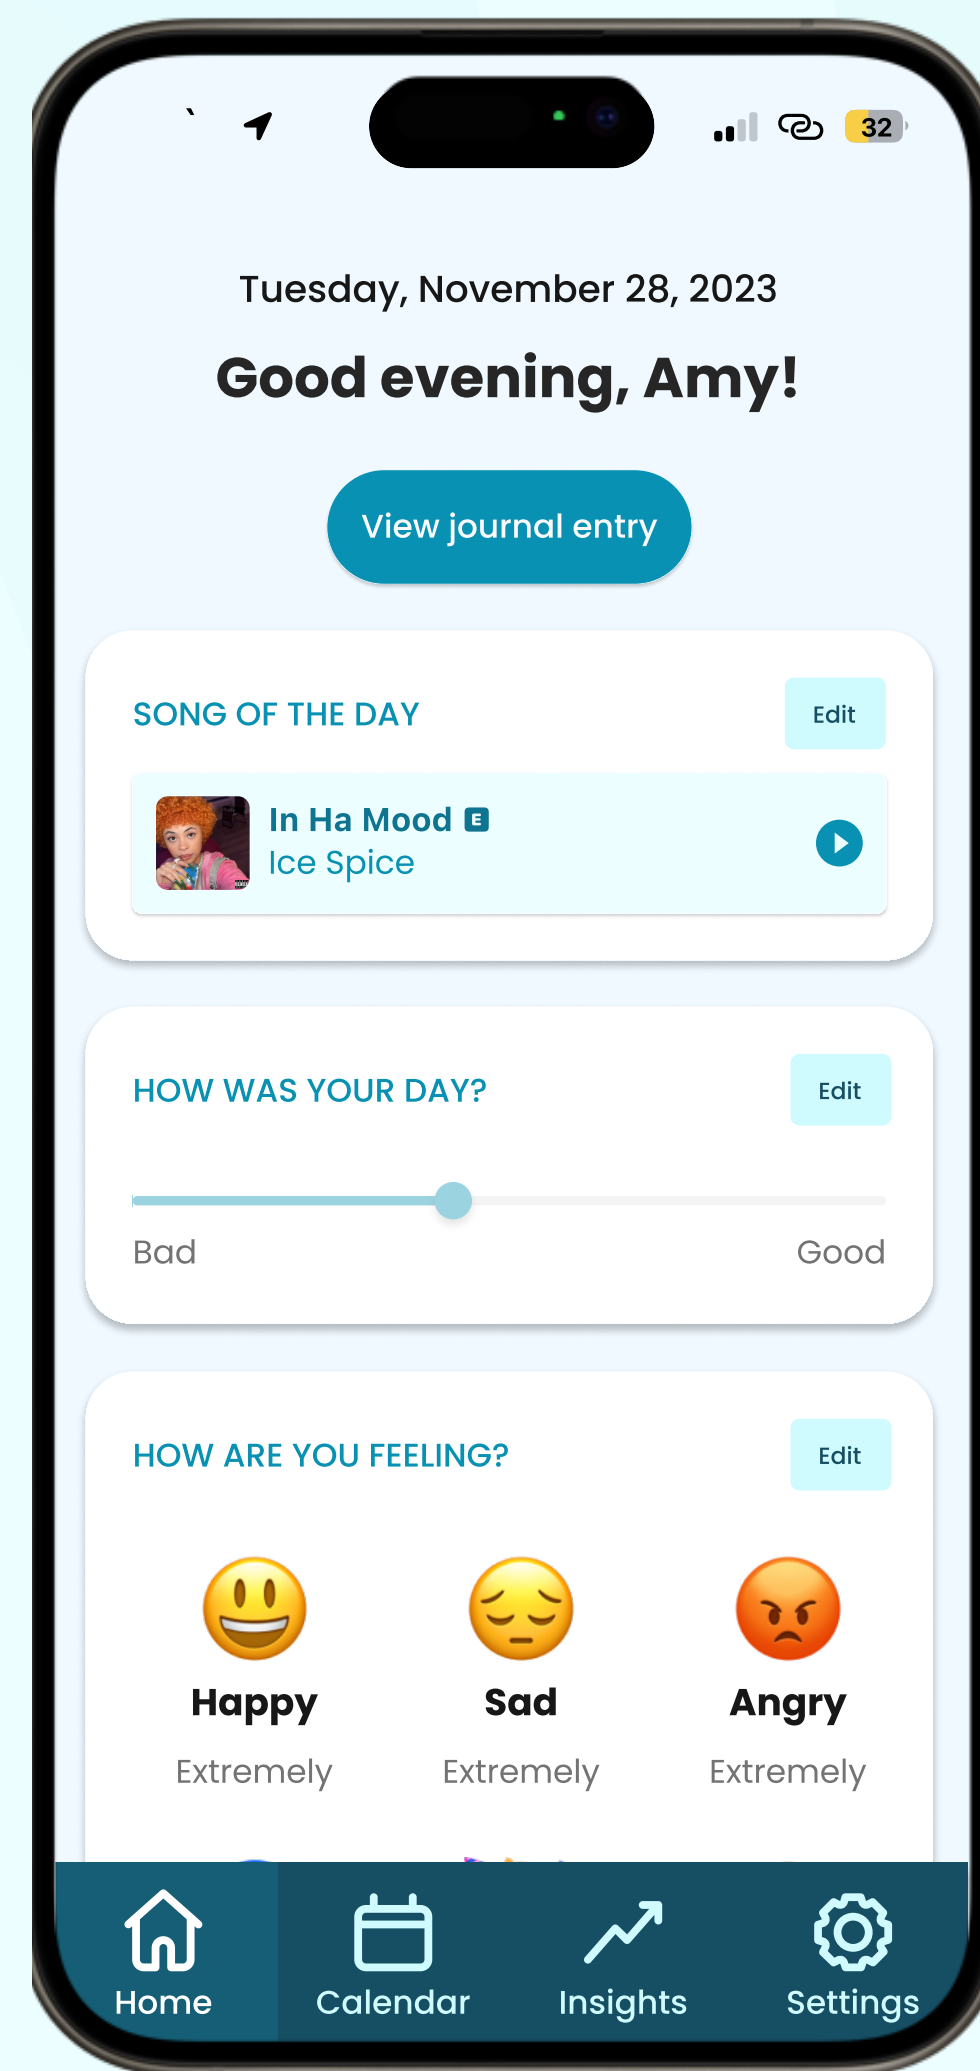 32
Tuesday, November 28, 2023
Good evening, Amy!
View journal entry
SONG OF THE DAY
Edit
In Ha Mood E
Ice Spice
HOW WAS YOUR DAY?
Edit
Bad
Good
HOW ARE YOU FEELING?
Edit
Happy
Sad
Angry
Extremely
Extremely
Extremely
Home
Calendar
Insights
Settings